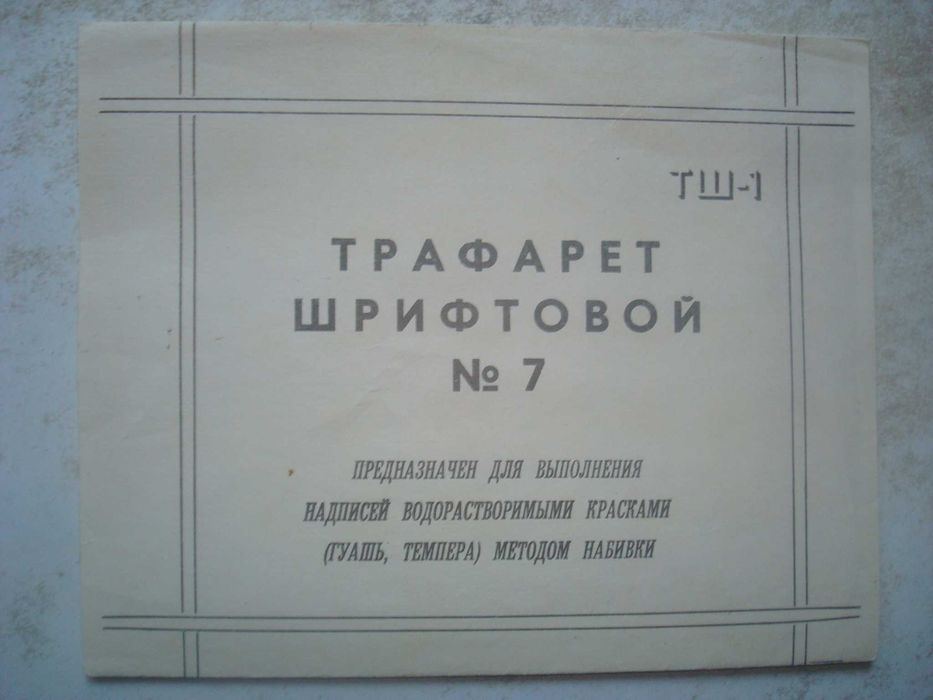 ТШ-1
ТРАФАРЕТ
ШРИФТОВОЙ
№ 7
ПРЕДНАЗНАЧЕН ДЛЯ ВЫПОЛНЕНИЯ
НАДПИСЕЙ ВОДОРАСТВОРИМЫМИ КРАСКАМИ
(ГУАШЬ, ТЕМПЕРА) МЕТОДОМ НАБИВКИ